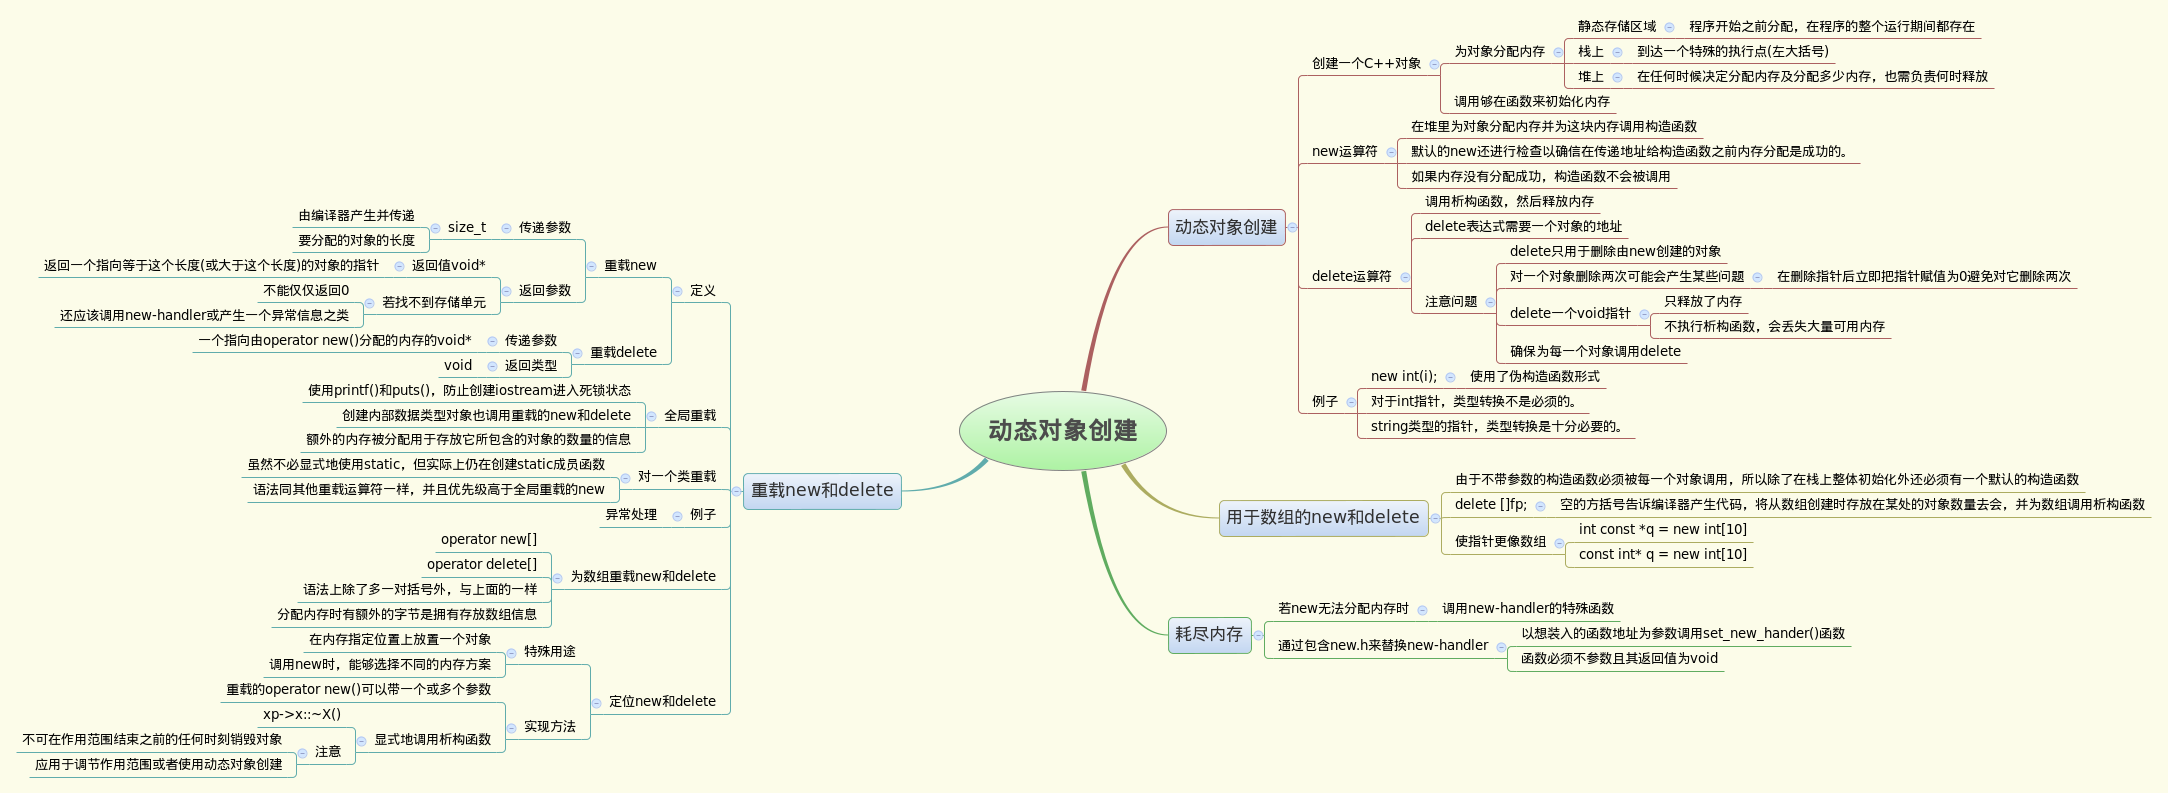 动态对象创建
动态对象创建
创建一个C++对象
为对象分配内存
静态存储区域
程序开始之前分配，在程序的整个运行期间都存在
栈上
到达一个特殊的执行点(左大括号)
堆上
在任何时候决定分配内存及分配多少内存，也需负责何时释放
调用够在函数来初始化内存
new运算符
在堆里为对象分配内存并为这块内存调用构造函数
默认的new还进行检查以确信在传递地址给构造函数之前内存分配是成功的。
如果内存没有分配成功，构造函数不会被调用
delete运算符
调用析构函数，然后释放内存
delete表达式需要一个对象的地址
注意问题
delete只用于删除由new创建的对象
对一个对象删除两次可能会产生某些问题
在删除指针后立即把指针赋值为0避免对它删除两次
delete一个void指针
只释放了内存
不执行析构函数，会丢失大量可用内存
确保为每一个对象调用delete
例子
new int(i);
使用了伪构造函数形式
对于int指针，类型转换不是必须的。
string类型的指针，类型转换是十分必要的。
用于数组的new和delete
由于不带参数的构造函数必须被每一个对象调用，所以除了在栈上整体初始化外还必须有一个默认的构造函数
delete []fp;
空的方括号告诉编译器产生代码，将从数组创建时存放在某处的对象数量去会，并为数组调用析构函数
使指针更像数组
int const *q = new int[10]
const int* q = new int[10]
耗尽内存
若new无法分配内存时
调用new-handler的特殊函数
通过包含new.h来替换new-handler
以想装入的函数地址为参数调用set_new_hander()函数
函数必须不参数且其返回值为void
重载new和delete
定义
重载new
传递参数
size_t
由编译器产生并传递
要分配的对象的长度
返回参数
返回值void*
返回一个指向等于这个长度(或大于这个长度)的对象的指针
若找不到存储单元
不能仅仅返回0
还应该调用new-handler或产生一个异常信息之类
重载delete
传递参数
一个指向由operator new()分配的内存的void*
返回类型
void
全局重载
使用printf()和puts()，防止创建iostream进入死锁状态
创建内部数据类型对象也调用重载的new和delete
额外的内存被分配用于存放它所包含的对象的数量的信息
对一个类重载
虽然不必显式地使用static，但实际上仍在创建static成员函数
语法同其他重载运算符一样，并且优先级高于全局重载的new
例子
异常处理
为数组重载new和delete
operator new[]
operator delete[]
语法上除了多一对括号外，与上面的一样
分配内存时有额外的字节是拥有存放数组信息
定位new和delete
特殊用途
在内存指定位置上放置一个对象
调用new时，能够选择不同的内存方案
实现方法
重载的operator new()可以带一个或多个参数
显式地调用析构函数
xp->x::~X()
注意
不可在作用范围结束之前的任何时刻销毁对象
应用于调节作用范围或者使用动态对象创建